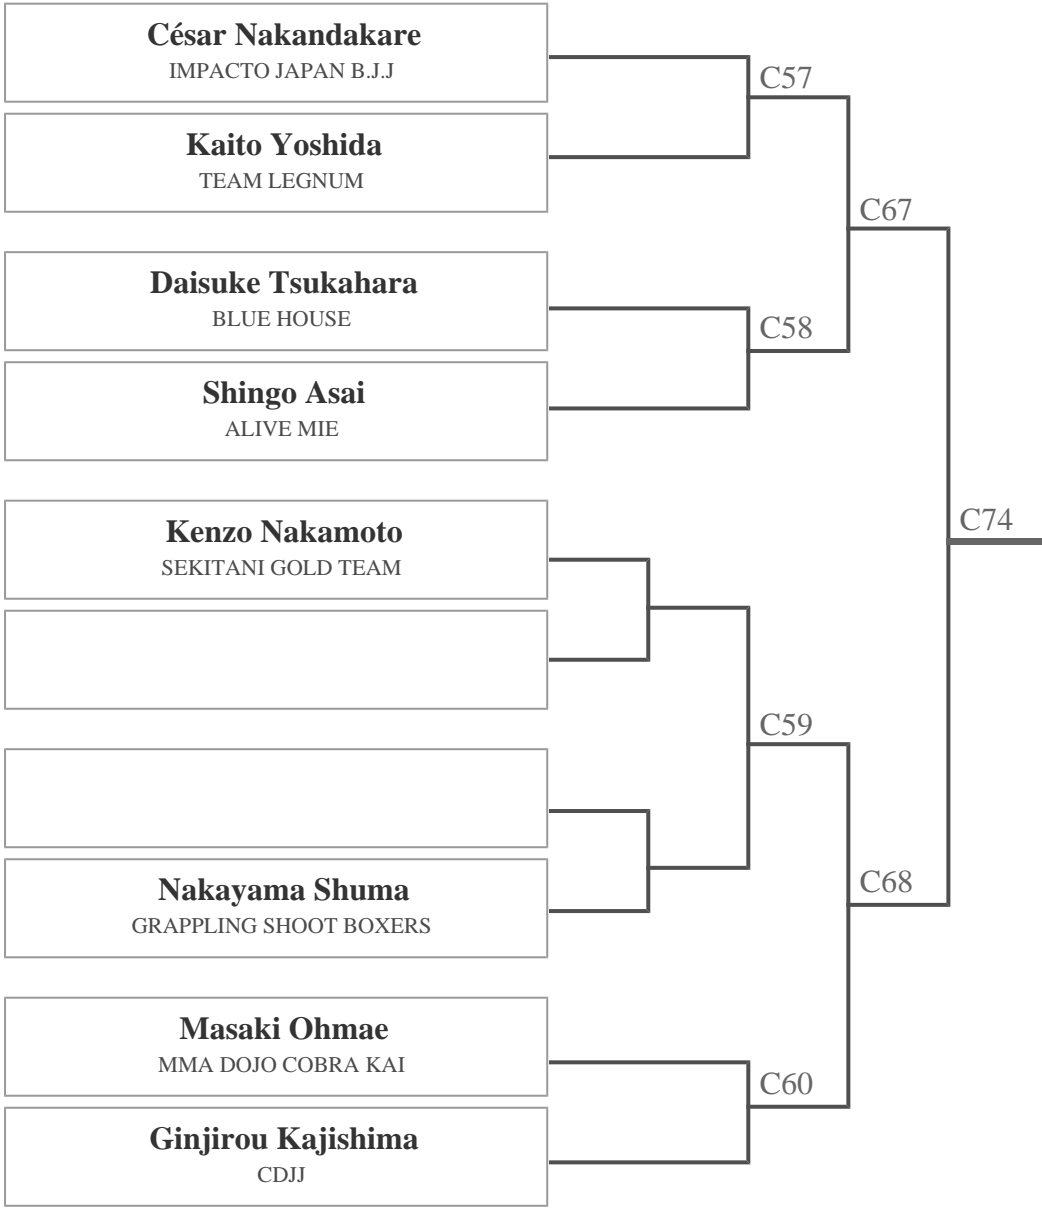 César Nakandakare
IMPACTO JAPAN B.J.J
C57
Kaito Yoshida
TEAM LEGNUM
C67
Daisuke Tsukahara
BLUE HOUSE
C58
Shingo Asai
ALIVE MIE
Kenzo Nakamoto
SEKITANI GOLD TEAM
C74
C59
Nakayama Shuma
GRAPPLING SHOOT BOXERS
C68
Masaki Ohmae
MMA DOJO COBRA KAI
C60
Ginjirou Kajishima
CDJJ